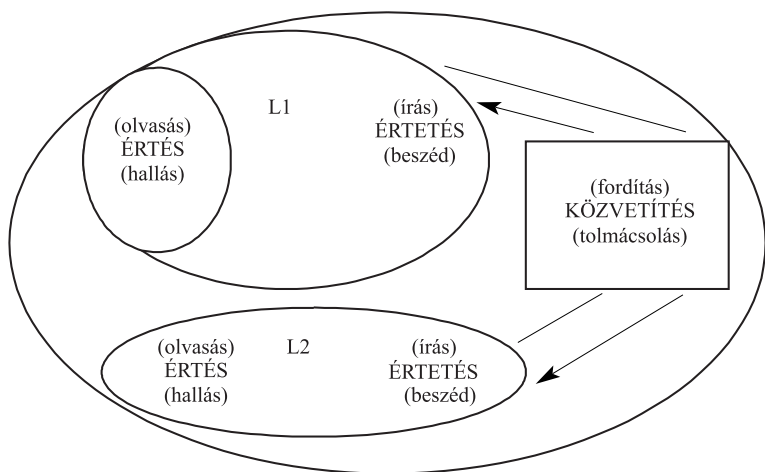 L1
(olvasás)
ÉRTÉS
(hallás)
(írás)
ÉRTETÉS
(beszéd)
(fordítás)
KÖZVETÍTÉS
(tolmácsolás)
(olvasás)
ÉRTÉS
(hallás)
L2
(írás)
ÉRTETÉS
(beszéd)